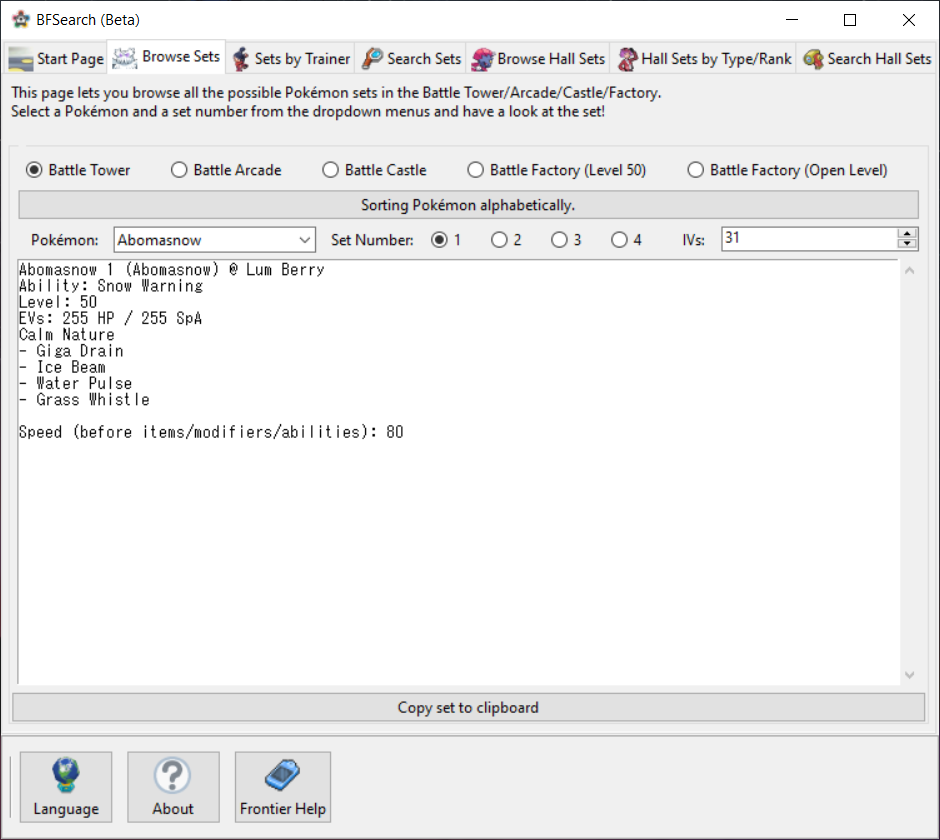 BFSearch (Beta)
Start Page
Browse Sets
Sets by Trainer
Search Sets
Browse Hall Sets
Hall Sets by Type/Rank
Search Hall Sets
This page lets you browse all the possible Pokémon sets in the Battle Tower/Arcade/Castle/Factory.
Select a Pokémon and a set number from the dropdown menus and have a look at the set!
Battle Tower
Battle Arcade
Battle Castle
Battle Factory (Level 50)
Battle Factory (Open Level)
Sorting Pokémon alphabetically.
Pokémon: Abomasnow Set Number: 1 2 3 4 IVs: 31
Abomasnow 1 (Abomasnow) @ Lum Berry
Ability: Snow Warning
Level: 50
EVs: 255 HP / 255 SpA
Calm Nature
- Giga Drain
- Ice Beam
- Water Pulse
- Grass Whistle
Speed (before items/modifiers/abilities): 80
Copy set to clipboard
Language
About
Frontier Help